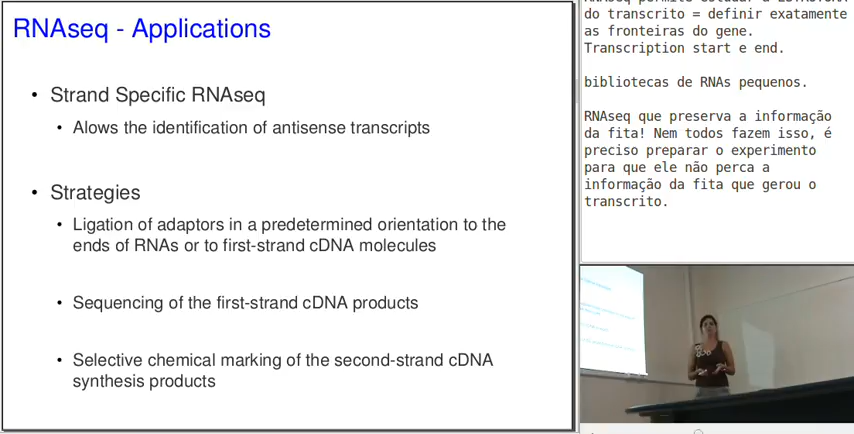 RNAseq - Applications
• Strand Specific RNAseq
• Alows the identification of antisense transcripts
• Strategies
• Ligation of adaptors in a predetermined orientation to the
ends of RNAs or to first-strand cDNA molecules
• Sequencing of the first-strand cDNA products
• Selective chemical marking of the second-strand cDNA
synthesis products
do transcrito = definir exatamente
as fronteiras do gene.
Transcription start e end.
bibliotecas de RNAs pequenos.
RNAseq que preserva a informação
da fita! Nem todos fazem isso, é
preciso preparar o experimento
para que ele não perca a
informação da fita que gerou o
transcrito.